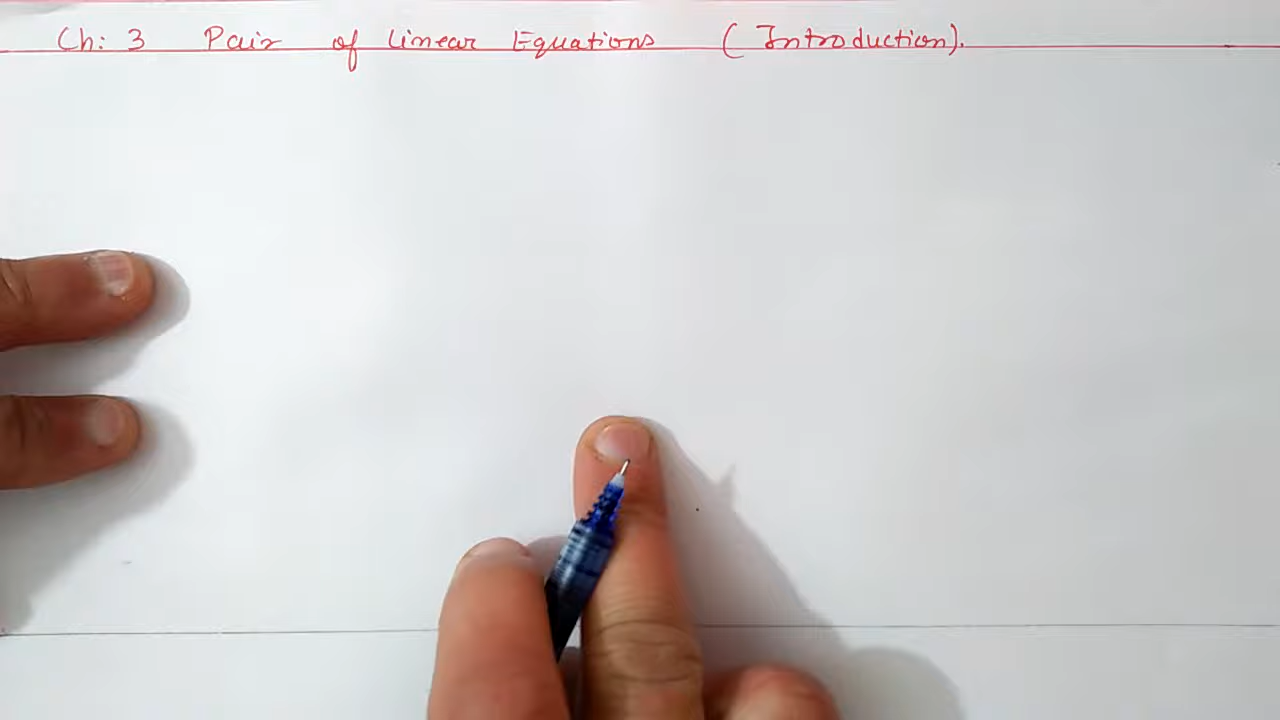 Ch: 3 Pair of Linear Equations (Introduction).